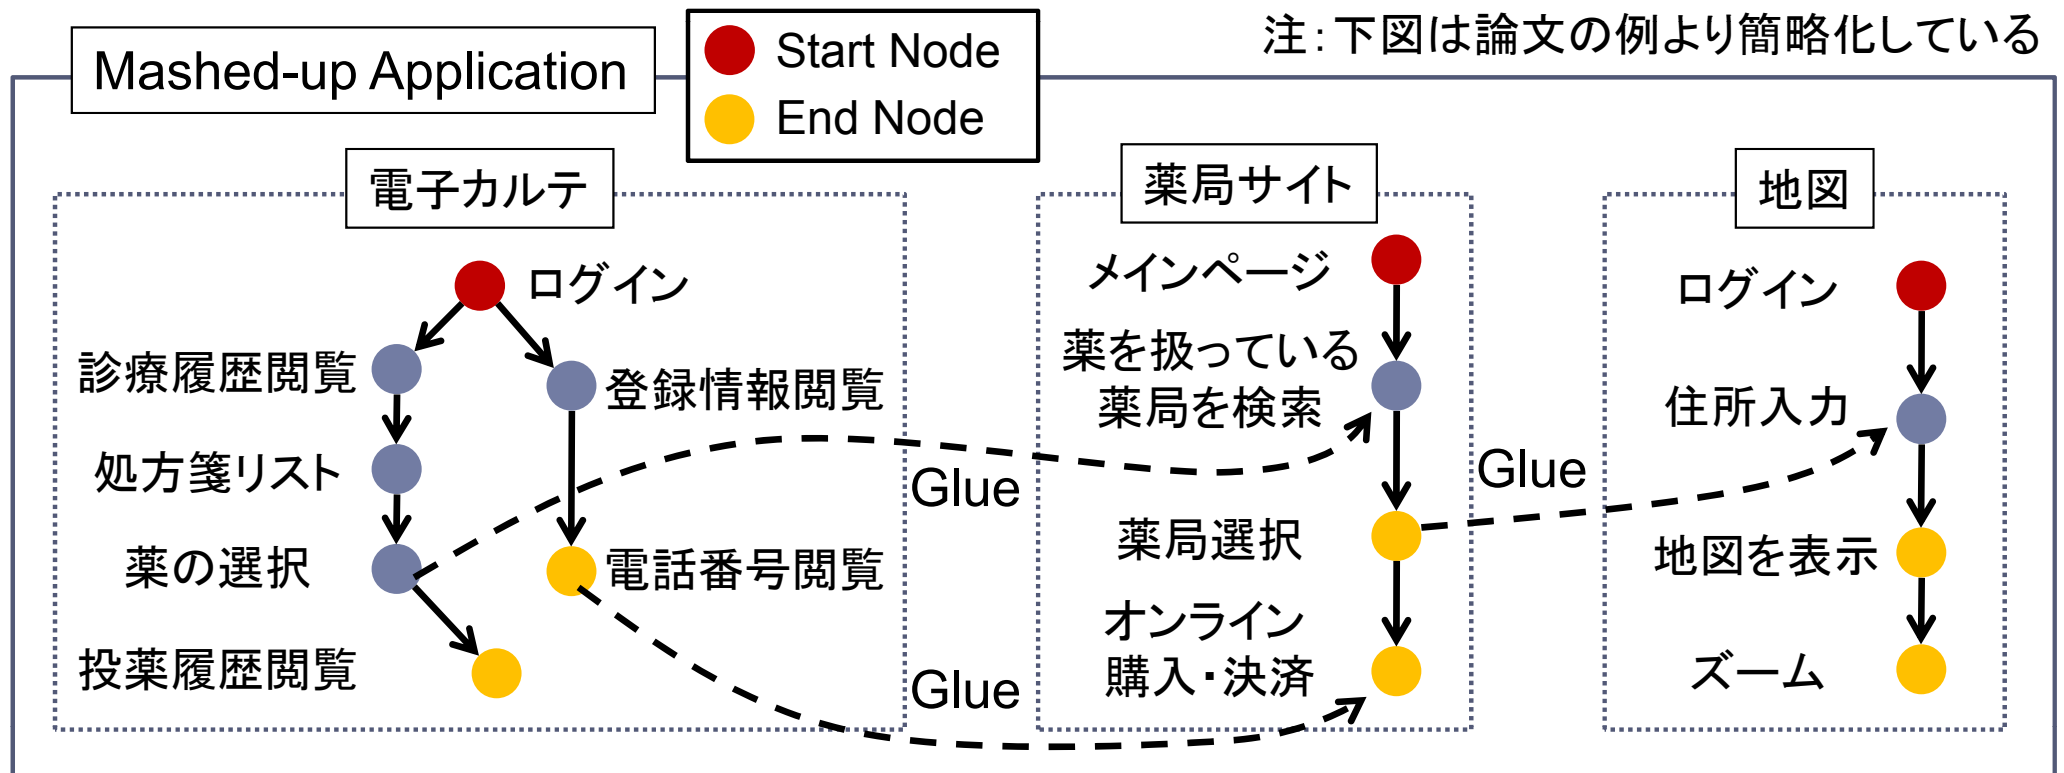 注：下図は論文の例より簡略化している
Mashed-up Application
Start Node
End Node
電子カルテ
ログイン
診療履歴閲覧
登録情報閲覧
処方箋リスト
薬の選択
電話番号閲覧
投薬履歴閲覧
Glue
Glue
薬局サイト
メインページ
薬を扱っている
薬局を検索
薬局選択
オンライン
購入・決済
Glue
地図
ログイン
住所入力
地図を表示
ズーム